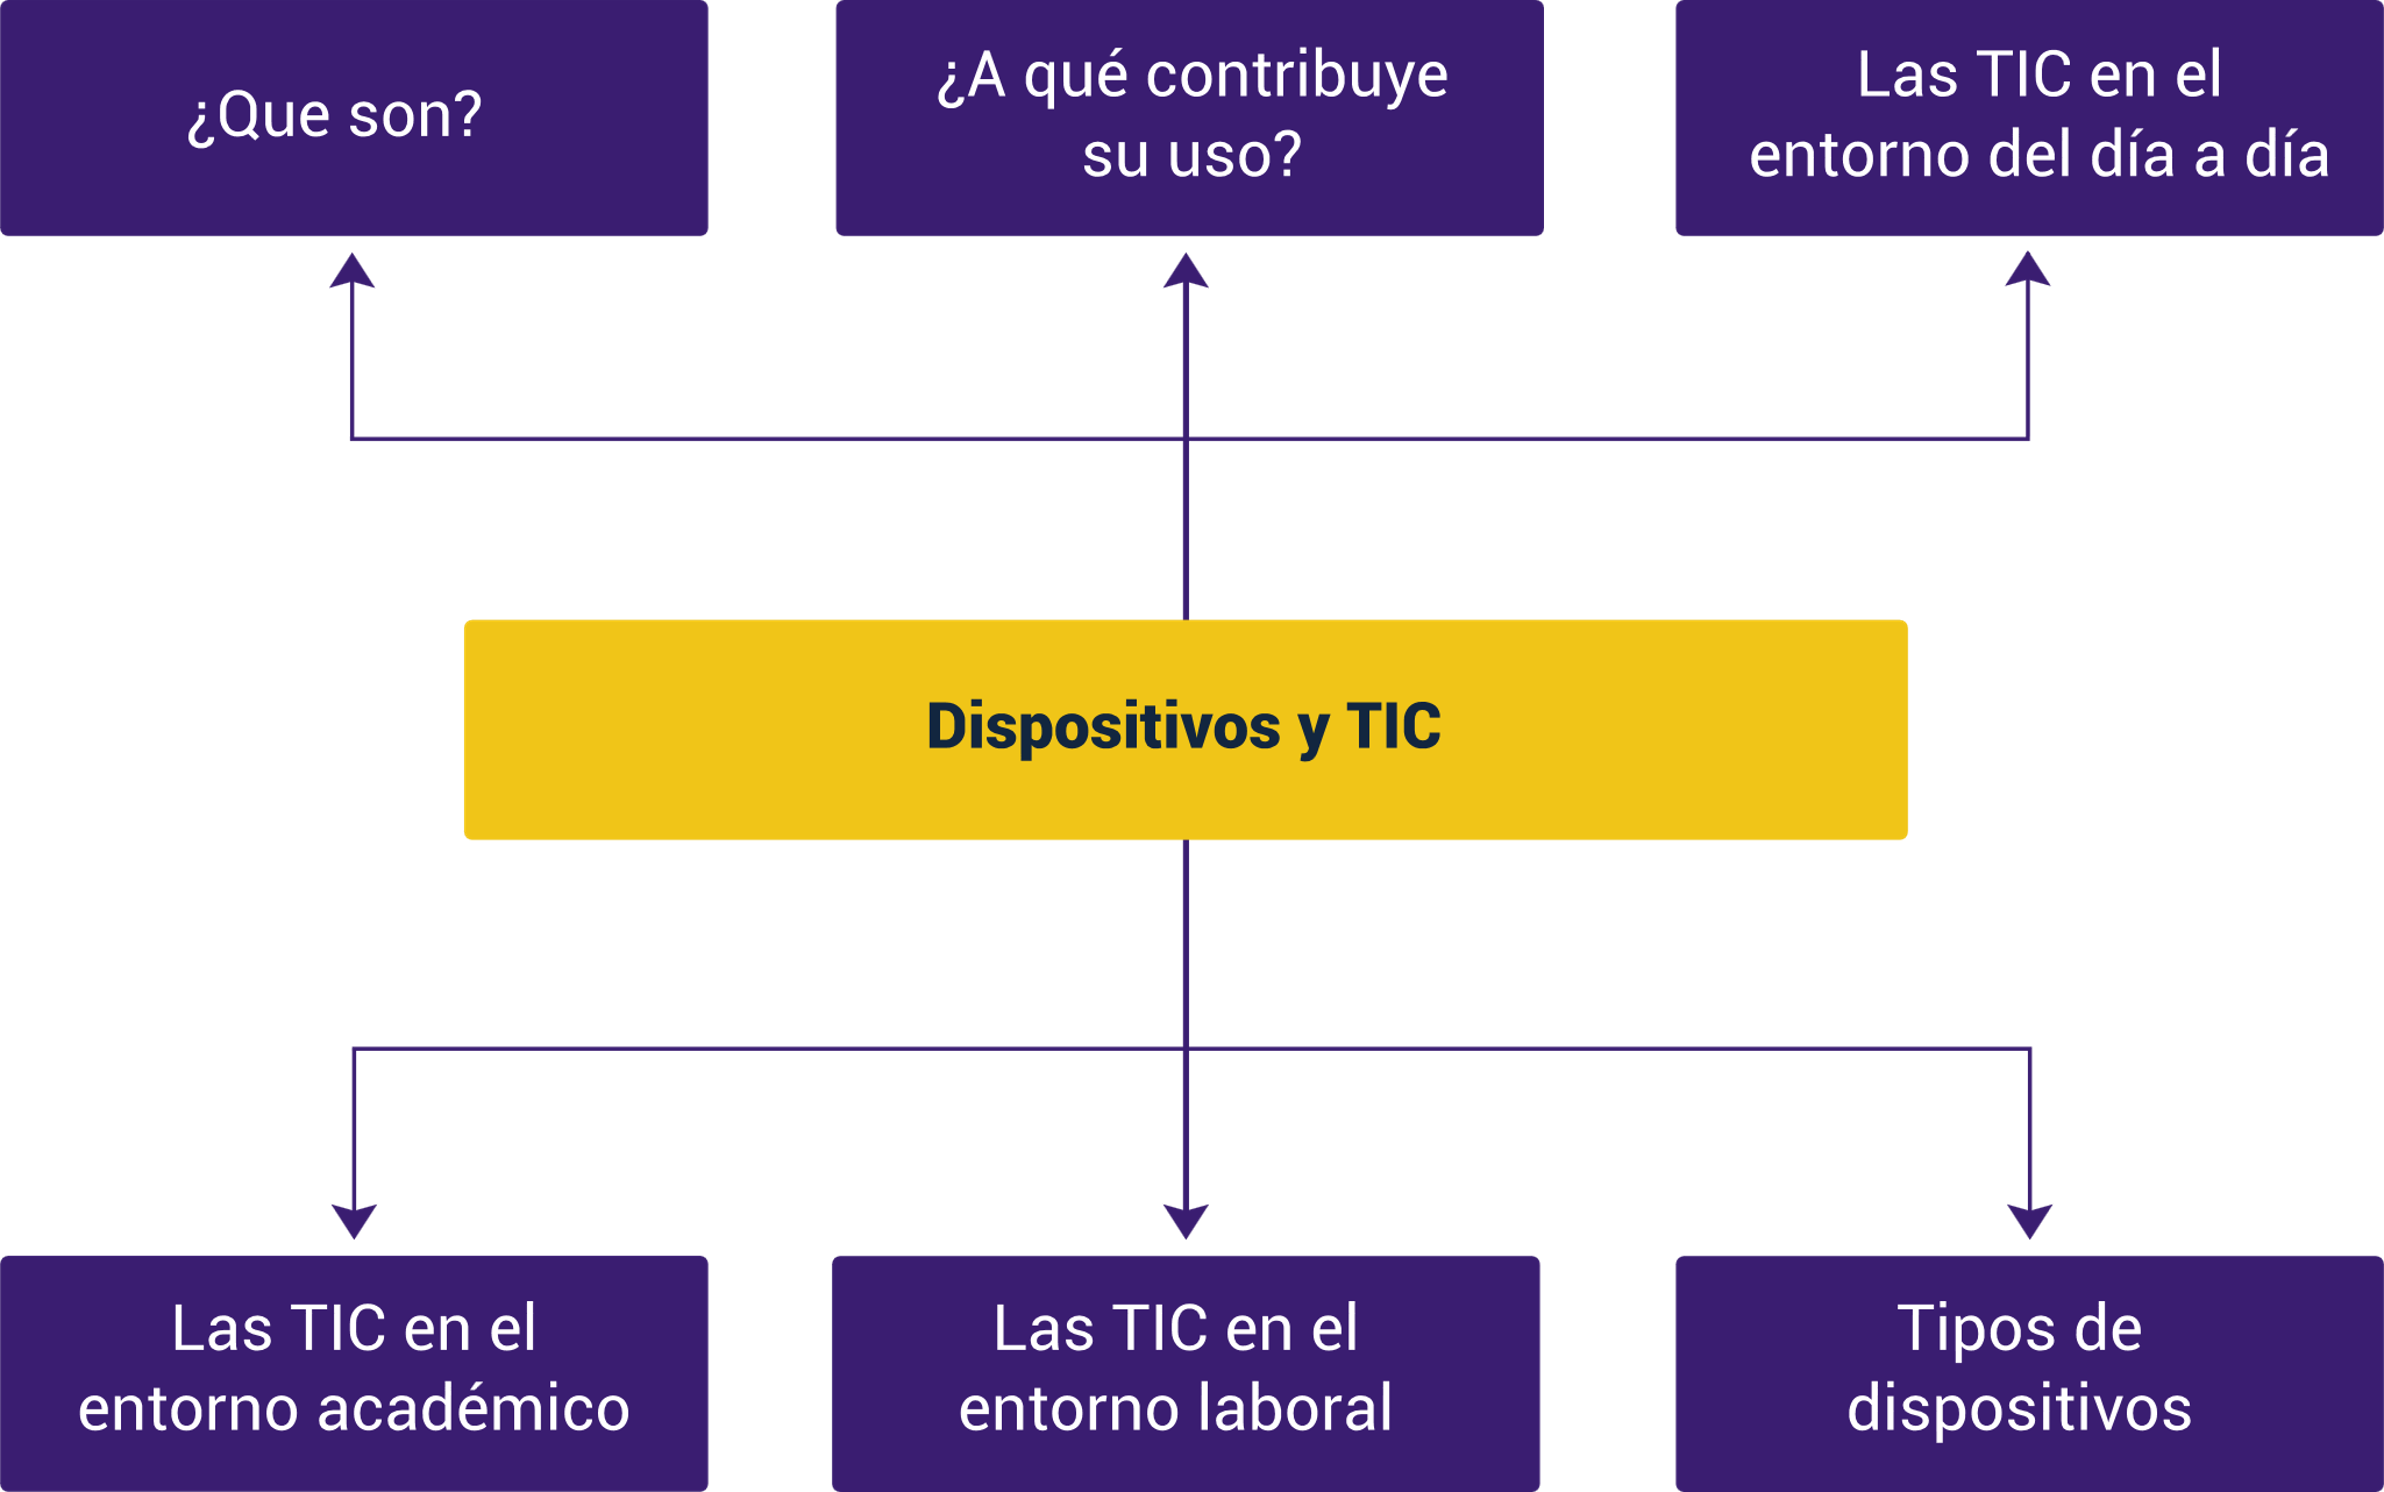 ¿Que son?
¿A qué contribuye
su uso?
Las TIC en el
entorno del día a día
Dispositivos y TIC
Las TIC en el
entorno académico
Las TIC en el
entorno laboral
Tipos de
dispositivos